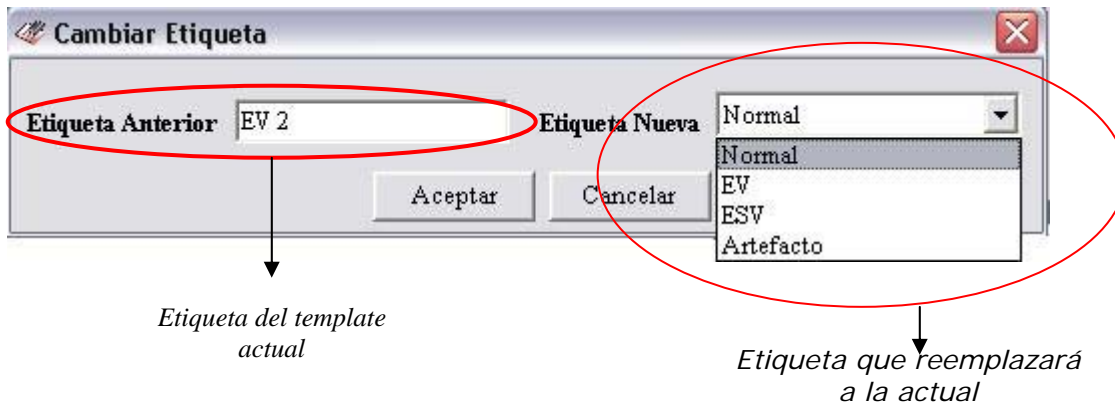 Cambiar Etiqueta
Etiqueta Anterior EV 2 Etiqueta Nueva Normal
Normal
EV
ESV
Artefacto
Aceptar Cancelar
Etiqueta del template
actual
Etiqueta que reemplazará
a la actual